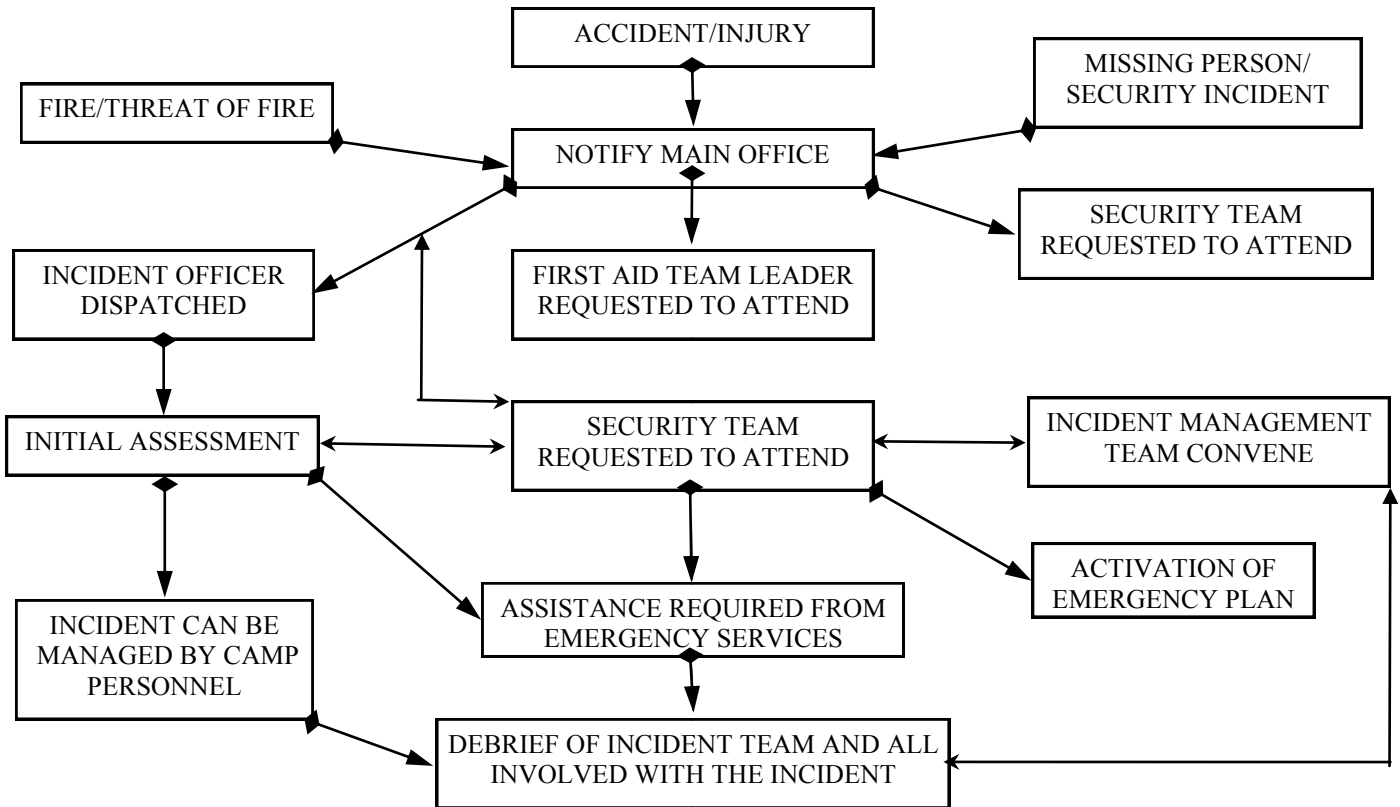 ACCIDENT/INJURY
MISSING PERSON/
SECURITY INCIDENT
FIRE/THREAT OF FIRE
NOTIFY MAIN OFFICE
SECURITY TEAM
REQUESTED TO ATTEND
INCIDENT OFFICER
DISPATCHED
FIRST AID TEAM LEADER
REQUESTED TO ATTEND
INITIAL ASSESSMENT
SECURITY TEAM
REQUESTED TO ATTEND
INCIDENT MANAGEMENT
TEAM CONVENE
ACTIVATION OF
EMERGENCY PLAN
INCIDENT CAN BE
MANAGED BY CAMP
PERSONNEL
ASSISTANCE REQUIRED FROM
EMERGENCY SERVICES
DEBRIEF OF INCIDENT TEAM AND ALL
INVOLVED WITH THE INCIDENT